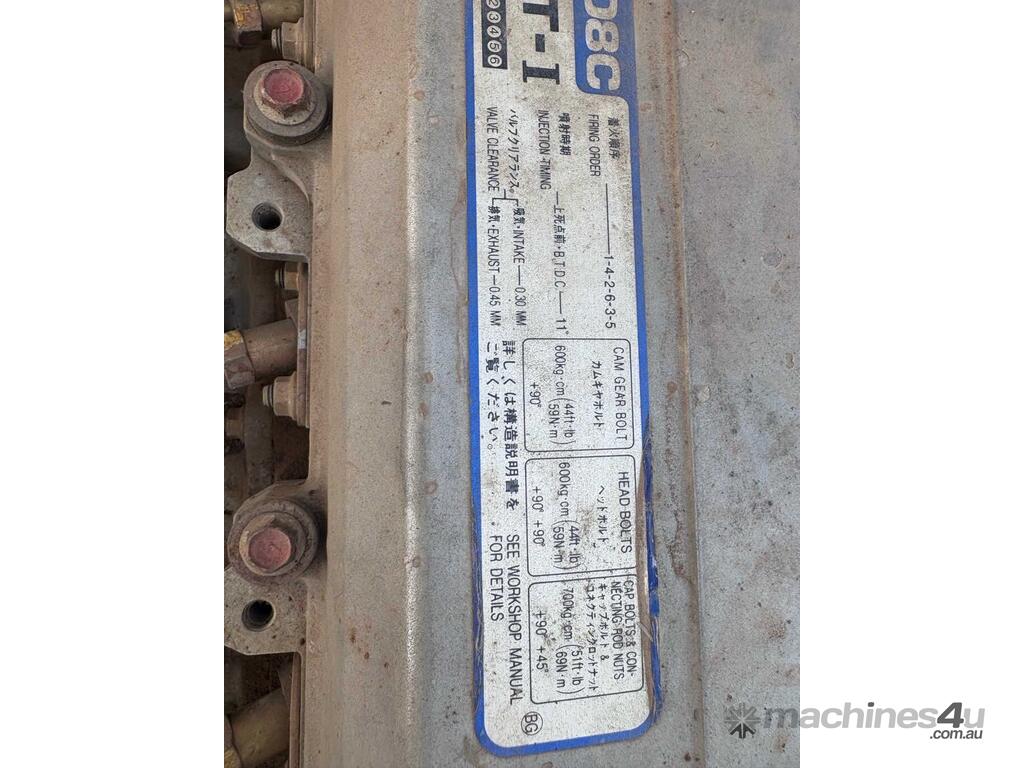 08C
T-I
②③④⑤⑥
着火順序
FIRING ORDER ——— 1-4-2-6-3-5
噴射時期
INJECTION TIMING — 上死点前・B.T.D.C. — 11°
バルブクリアランス 吸気・INTAKE — 0.30 MM
VALVE CLEARANCE 排気・EXHAUST — 0.45 MM
CAM GEAR BOLT
カムギヤボルト
600kg·cm (44ft·lb
59N·m)
+90°
HEAD BOLTS
ヘッドボルト
600kg·cm (44ft·lb
59N·m)
+90° +90°
CAP BOLTS & CON-
NECTING ROD NUTS
キャップボルト &
コネクティングロッドナット
700kg·cm (51ft·lb
69N·m)
+90° +45°
詳しくは構造説明書を
ご覧ください。
SEE WORKSHOP MANUAL
FOR DETAILS
BG
machines4u
.com.au